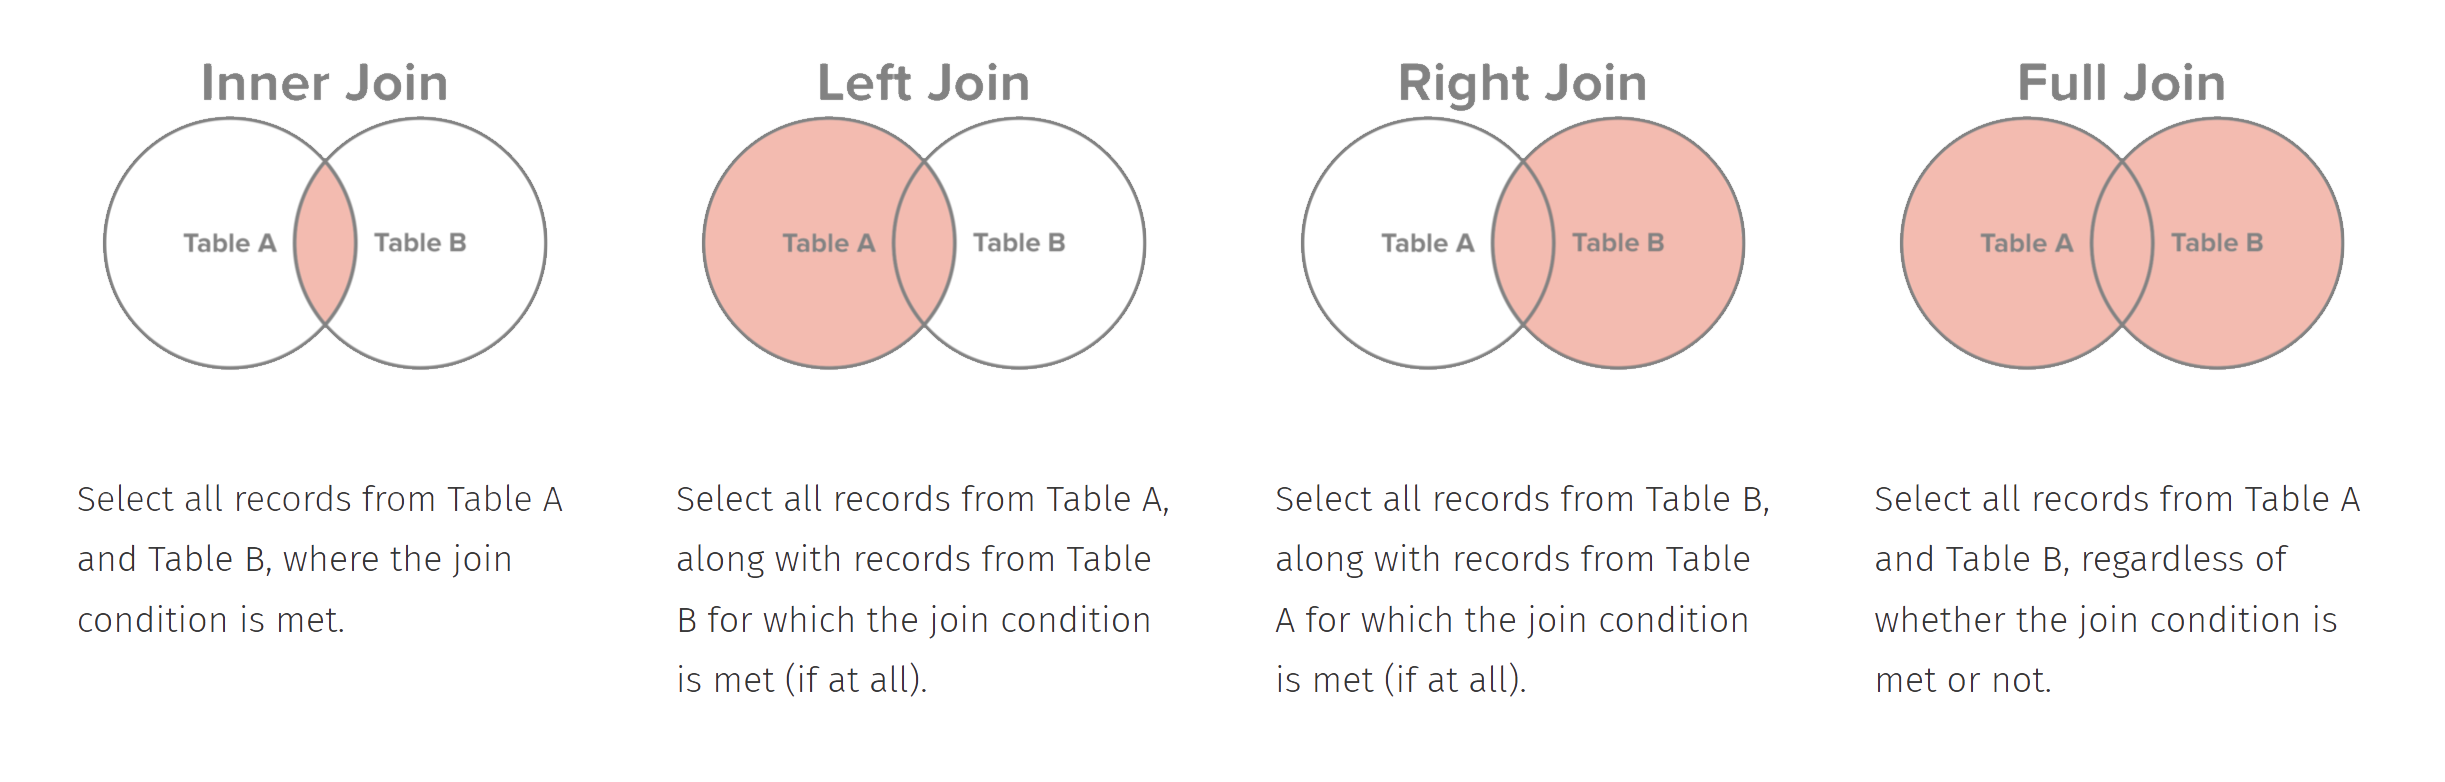 Inner Join
Table A
Table B
Select all records from Table A
and Table B, where the join
condition is met.
Left Join
Table A
Table B
Select all records from Table A,
along with records from Table
B for which the join condition
is met (if at all).
Right Join
Table A
Table B
Select all records from Table B,
along with records from Table
A for which the join condition
is met (if at all).
Full Join
Table A
Table B
Select all records from Table A
and Table B, regardless of
whether the join condition is
met or not.